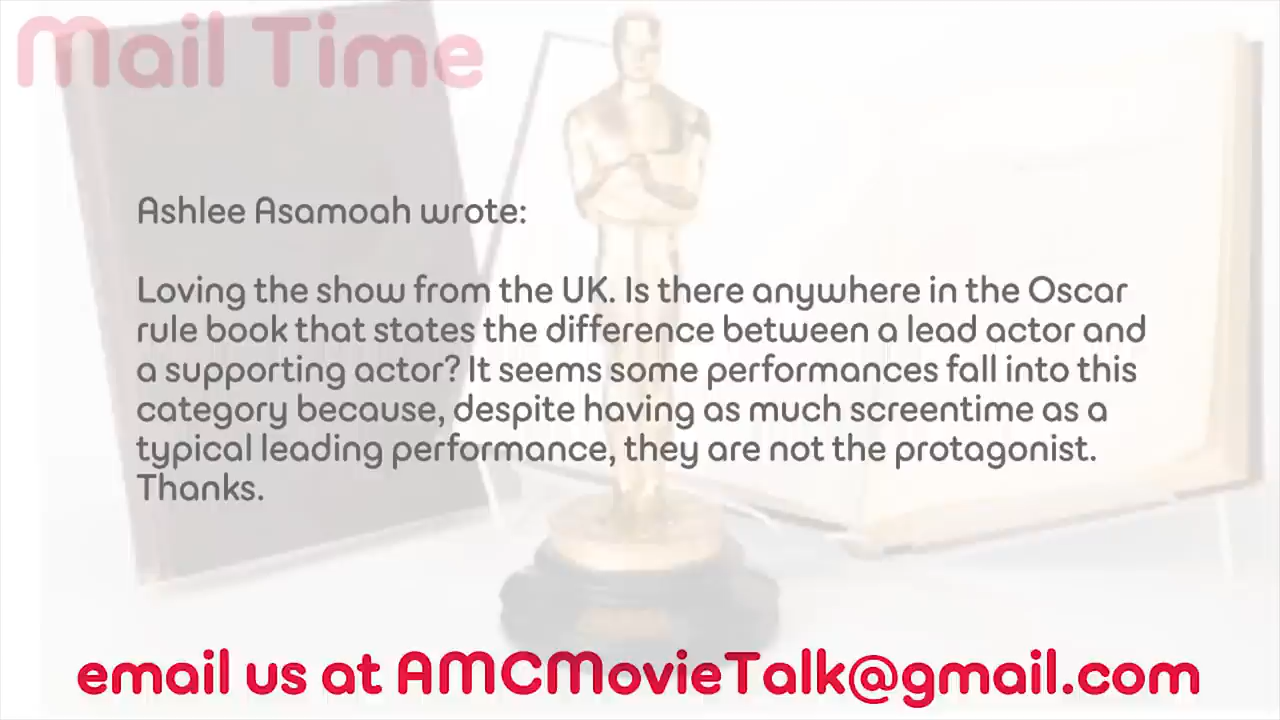 Mail Time
Ashlee Asamoah wrote:
Loving the show from the UK. Is there anywhere in the Oscar
rule book that states the difference between a lead actor and
a supporting actor? It seems some performances fall into this
category because, despite having as much screentime as a
typical leading performance, they are not the protagonist.
Thanks.
email us at AMCMovieTalk@gmail.com